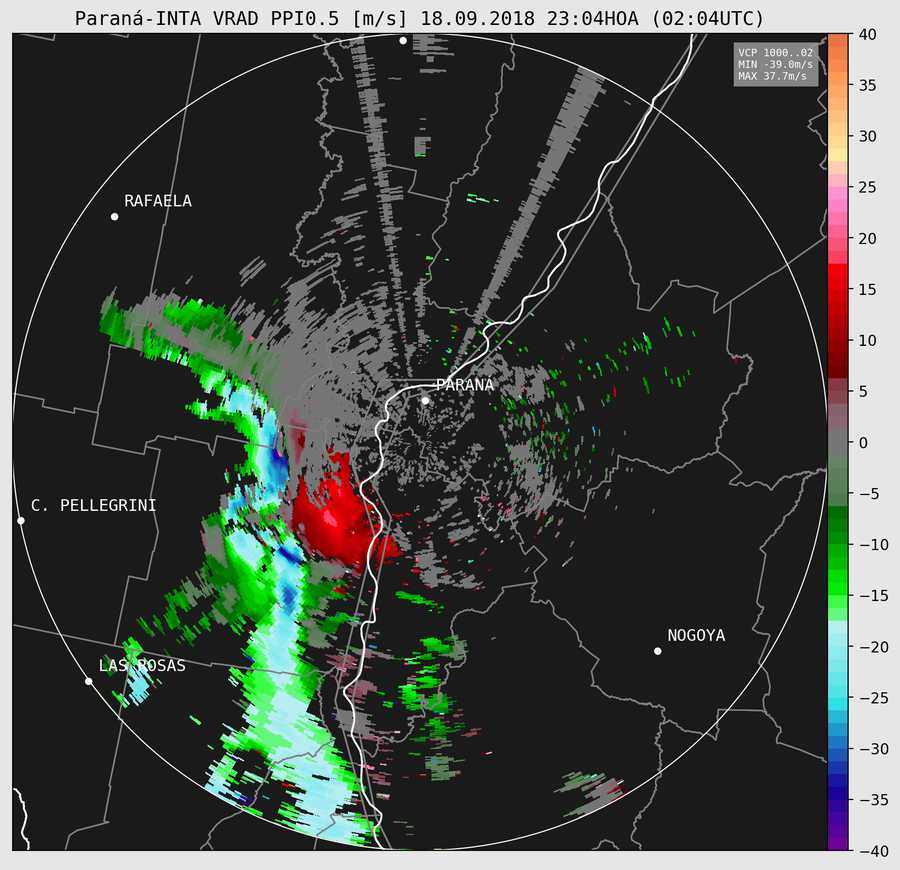 Paraná-INTA VRAD PPI0.5 [m/s] 18.09.2018 23:04HOA (02:04UTC)
VCP 1000..02
MIN -39.0m/s
MAX 37.7m/s
RAFAELA
PARANA
C. PELLEGRINI
NOGOYA
LAS ROSAS
40
35
30
25
20
15
10
5
0
−5
−10
−15
−20
−25
−30
−35
−40